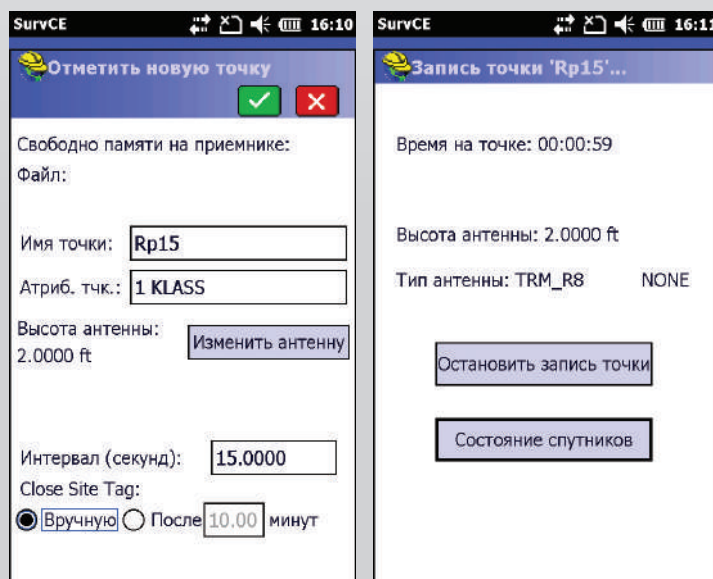 SurvCE 16:10
Отметить новую точку
Свободно памяти на приемнике:
Файл:
Имя точки: Rp15
Атриб. тчк.: 1 KLASS
Высота антенны:
2.0000 ft
Изменить антенну
Интервал (секунд): 15.0000
Close Site Tag:
Вручную После 10.00 минут
SurvCE 16:11
Запись точки 'Rp15'...
Время на точке: 00:00:59
Высота антенны: 2.0000 ft
Тип антенны: TRM_R8 NONE
Остановить запись точки
Состояние спутников